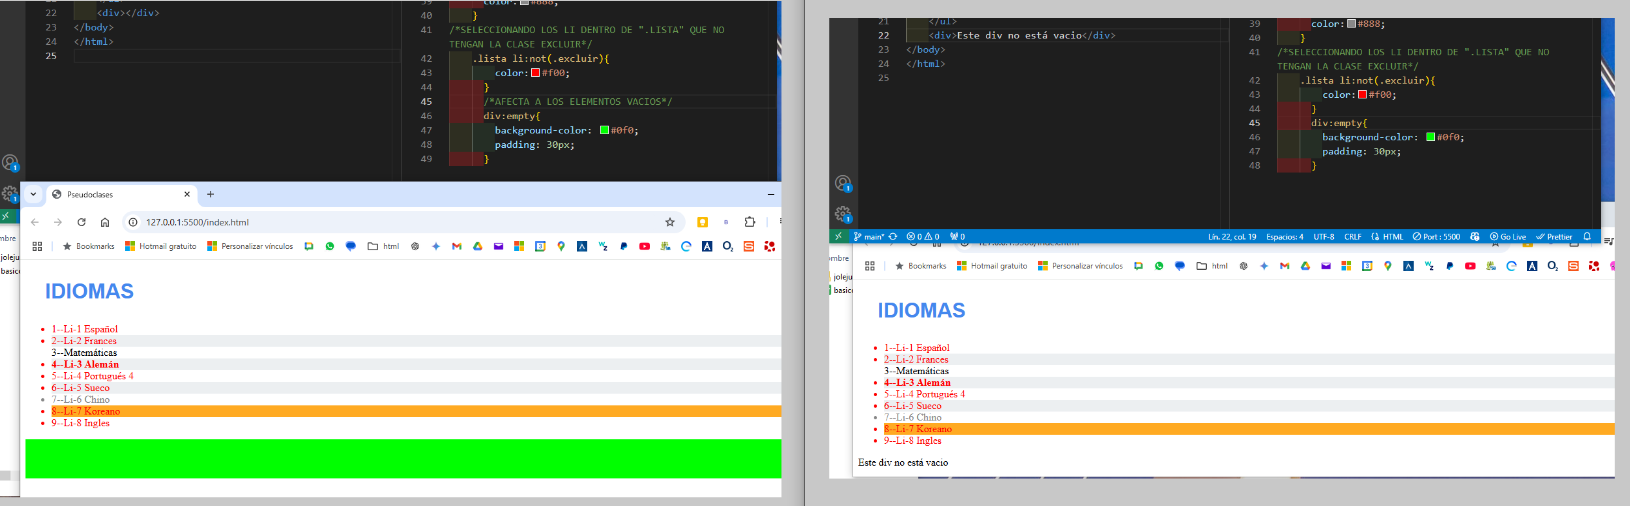 22 <div></div>
23 </body>
24 </html>
25
39 color: #888;
40 }
41 /*SELECCIONANDO LOS LI DENTRO DE ".LISTA" QUE NO
TENGAN LA CLASE EXCLUIR*/
42 .lista li:not(.excluir){
43 color: #f00;
44 }
45 /*AFECTA A LOS ELEMENTOS VACIOS*/
46 div:empty{
47 background-color: #0f0;
48 padding: 30px;
49 }
Pseudoclases
127.0.0.1:5500/index.html
mbre
joleju
basico
Bookmarks Hotmail gratuito Personalizar vínculos html
IDIOMAS
1--Li-1 Español
2--Li-2 Frances
3--Matemáticas
4--Li-3 Alemán
5--Li-4 Portugués 4
6--Li-5 Sueco
7--Li-6 Chino
8--Li-7 Koreano
9--Li-8 Ingles
21 </ul>
22 <div>Este div no está vacio</div>
23 </body>
24 </html>
25
39 color: #888;
40 }
41 /*SELECCIONANDO LOS LI DENTRO DE ".LISTA" QUE NO
TENGAN LA CLASE EXCLUIR*/
42 .lista li:not(.excluir){
43 color: #f00;
44 }
45 div:empty{
46 background-color: #0f0;
47 padding: 30px;
48 }
main* 0 0 0 Lín. 22, col. 19 Espacios: 4 UTF-8 CRLF HTML Port : 5500 Go Live Prettier
ombre
joleju
basico
Bookmarks Hotmail gratuito Personalizar vínculos html
IDIOMAS
1--Li-1 Español
2--Li-2 Frances
3--Matemáticas
4--Li-3 Alemán
5--Li-4 Portugués 4
6--Li-5 Sueco
7--Li-6 Chino
8--Li-7 Koreano
9--Li-8 Ingles
Este div no está vacio